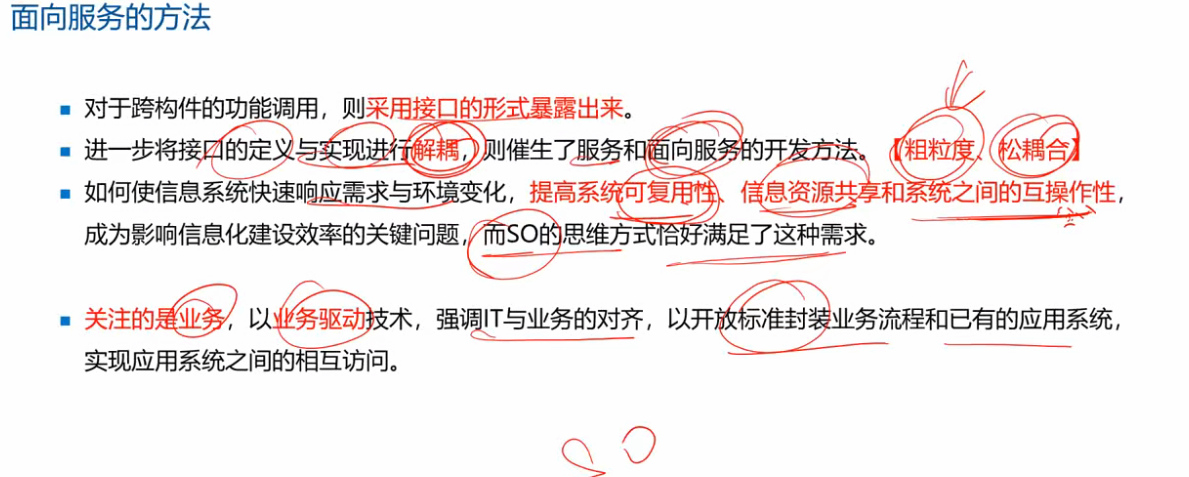 面向服务的方法
■ 对于跨构件的功能调用，则采用接口的形式暴露出来。
■ 进一步将接口的定义与实现进行解耦，则催生了服务和面向服务的开发方法。【粗粒度、松耦合】
■ 如何使信息系统快速响应需求与环境变化，提高系统可复用性、信息资源共享和系统之间的互操作性，
成为影响信息化建设效率的关键问题，而SO的思维方式恰好满足了这种需求。
■ 关注的是业务，以业务驱动技术，强调IT与业务的对齐，以开放标准封装业务流程和已有的应用系统，
实现应用系统之间的相互访问。